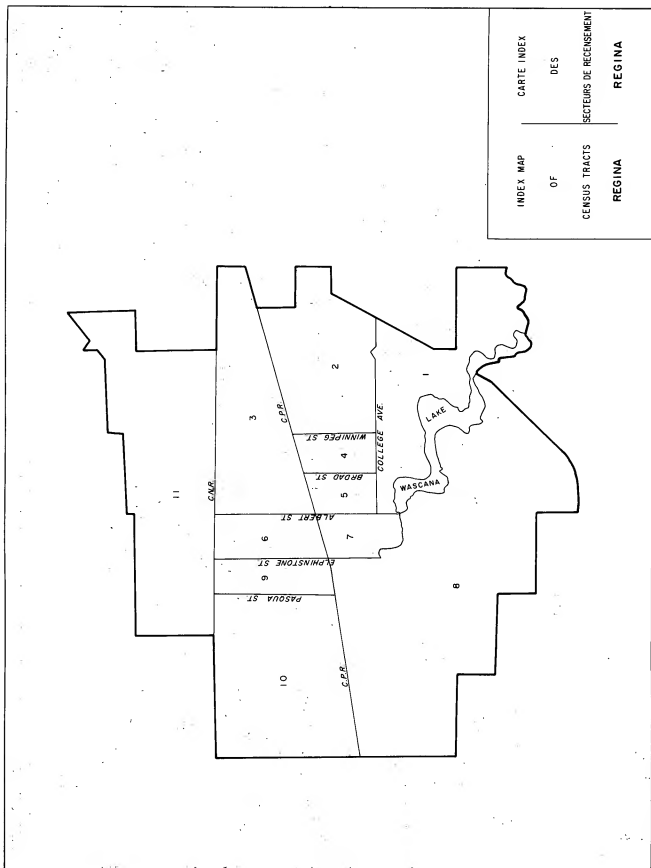 INDEX MAP
OF
CENSUS TRACTS
REGINA
CARTE INDEX
DES
SECTEURS DE RECENSEMENT
REGINA
11
C.N.R.
3
C.P.R.
2
WINNIPEG ST.
4
BROAD ST.
5
COLLEGE AVE.
1
LAKE
WASCANA
ALBERT ST.
6
7
ELPHINSTONE ST.
9
PASQUA ST.
10
C.P.R.
8